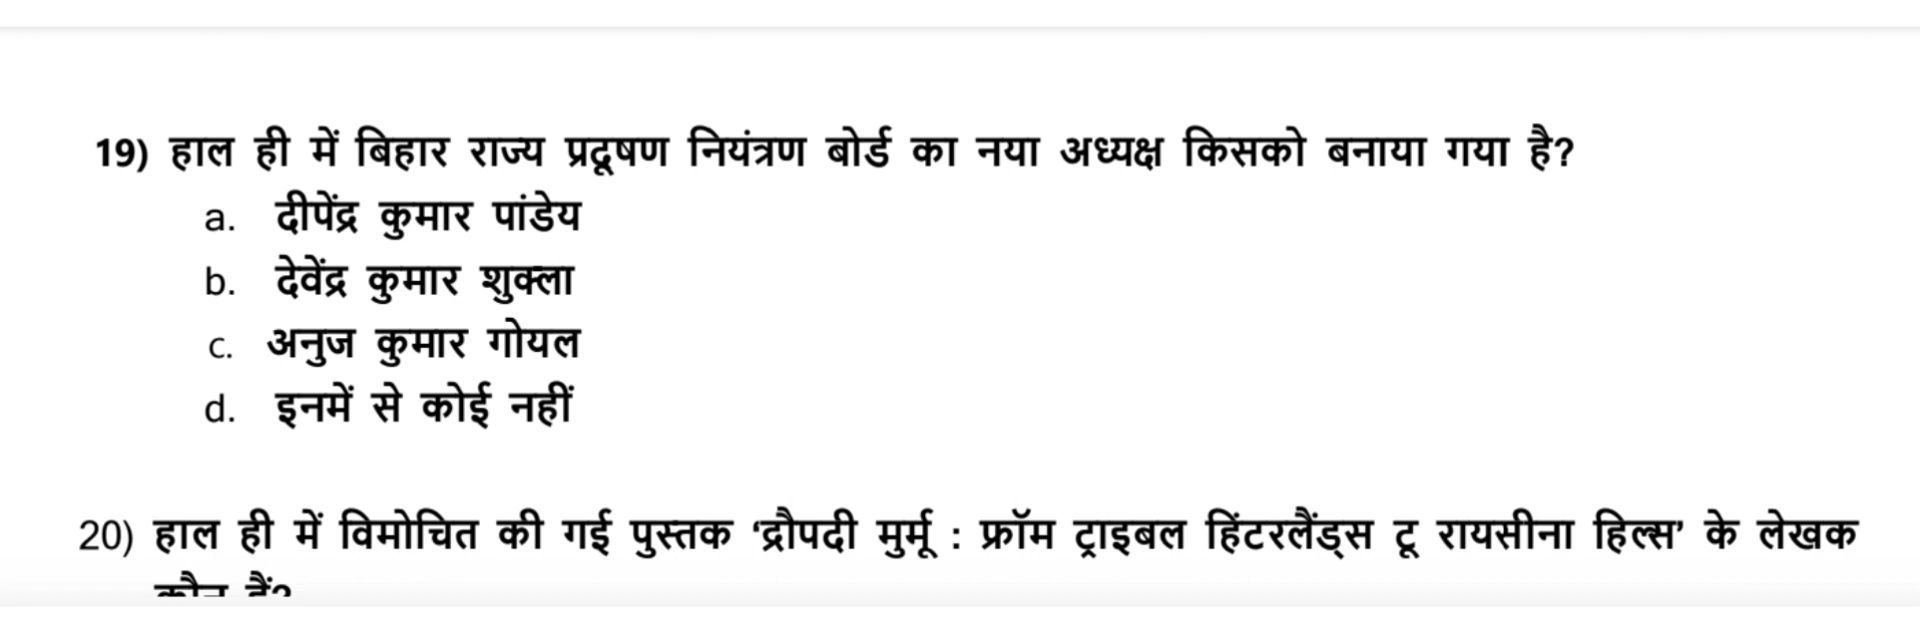 19) हाल ही में बिहार राज्य प्रदूषण नियंत्रण बोर्ड का नया अध्यक्ष किसको बनाया गया है?
a. दीपेंद्र कुमार पांडेय
b. देवेंद्र कुमार शुक्ला
c. अनुज कुमार गोयल
d. इनमें से कोई नहीं
20) हाल ही में विमोचित की गई पुस्तक ‘द्रौपदी मुर्मू : फ्रॉम ट्राइबल हिंटरलैंड्स टू रायसीना हिल्स’ के लेखक
कौन हैं?